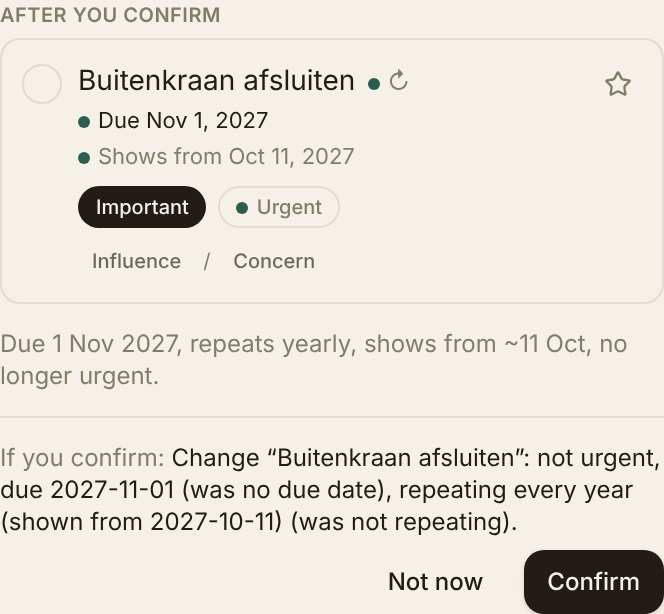 AFTER YOU CONFIRM
Buitenkraan afsluiten
Due Nov 1, 2027
Shows from Oct 11, 2027
Important Urgent
Influence / Concern
Due 1 Nov 2027, repeats yearly, shows from ~11 Oct, no
longer urgent.
If you confirm: Change “Buitenkraan afsluiten”: not urgent,
due 2027-11-01 (was no due date), repeating every year
(shown from 2027-10-11) (was not repeating).
Not now Confirm